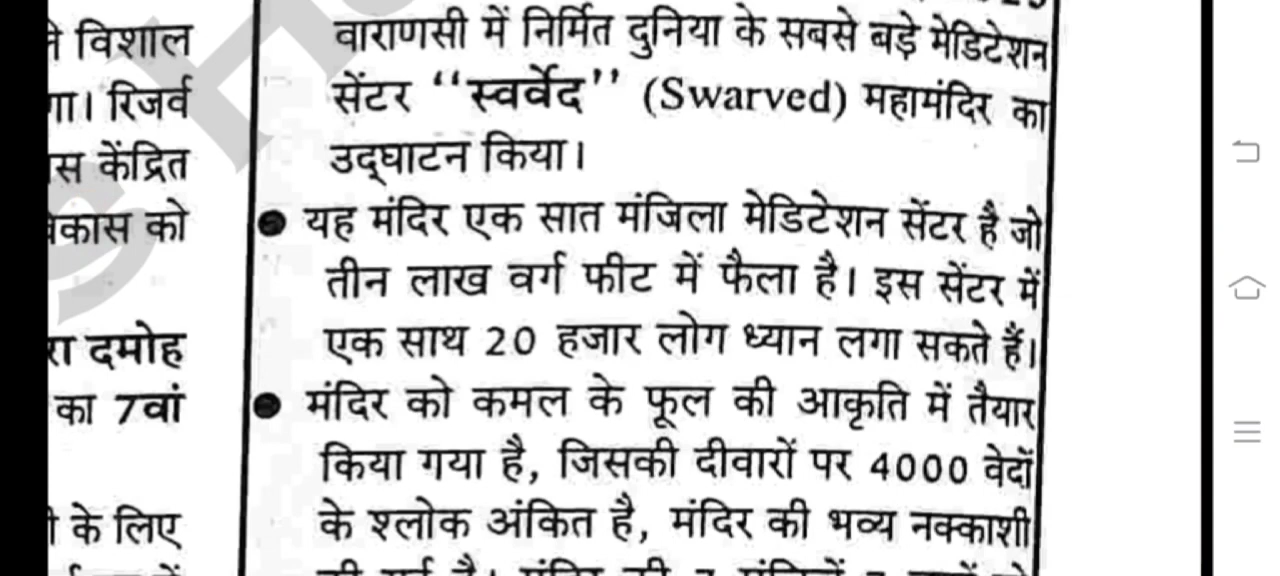 विशाल
गा। रिजर्व
स केंद्रित
कास को
दमोह
का 7वां
के लिए
वाराणसी में निर्मित दुनिया के सबसे बड़े मेडिटेशन
सेंटर ‘‘स्वर्वेद’’ (Swarved) महामंदिर का
उद्घाटन किया।
● यह मंदिर एक सात मंजिला मेडिटेशन सेंटर है जो
तीन लाख वर्ग फीट में फैला है। इस सेंटर में
एक साथ 20 हजार लोग ध्यान लगा सकते हैं।
● मंदिर को कमल के फूल की आकृति में तैयार
किया गया है, जिसकी दीवारों पर 4000 वेदों
के श्लोक अंकित है, मंदिर की भव्य नक्काशी